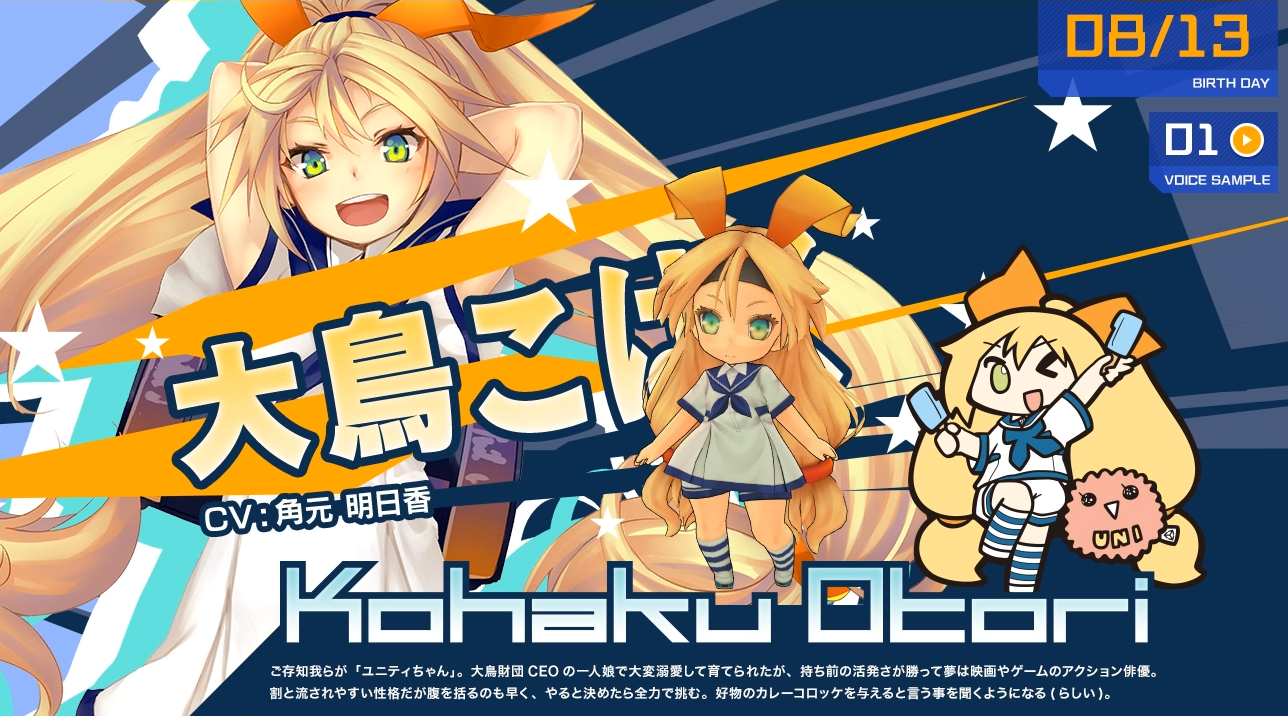 08/13
BIRTH DAY
01
VOICE SAMPLE
大鳥こは
CV:角元 明日香
UNI
Kohaku Otori
ご存知我らが「ユニティちゃん」。大鳥財団 CEO の一人娘で大変溺愛して育てられたが、持ち前の活発さが勝って夢は映画やゲームのアクション俳優。
割と流されやすい性格だが腹を括るのも早く、やると決めたら全力で挑む。好物のカレーコロッケを与えると言う事を聞くようになる ( らしい )。